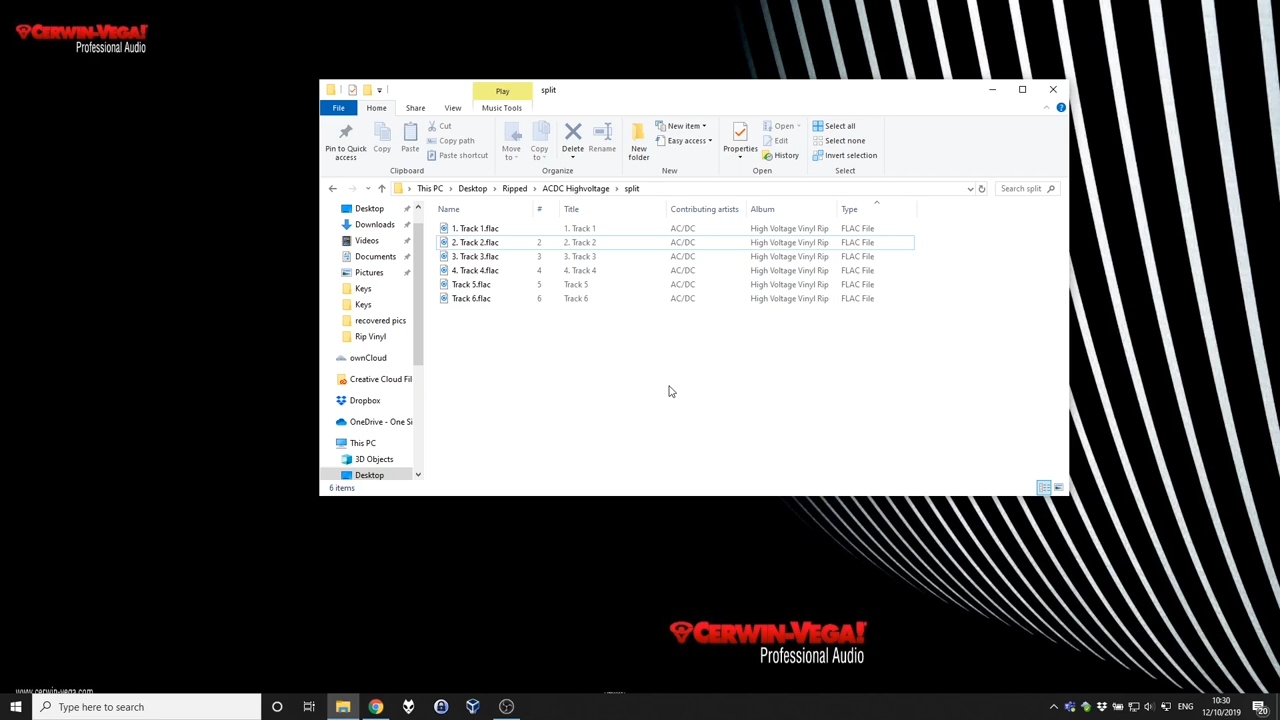 CERWIN-VEGA!
Professional Audio
Play
split
File
Home
Share
View
Music Tools
Pin to Quick access
Copy
Paste
Cut
Copy path
Paste shortcut
Clipboard
Move to
Copy to
Delete
Rename
Organize
New folder
New item
Easy access
New
Properties
Open
Edit
History
Open
Select all
Select none
Invert selection
Select
This PC > Desktop > Ripped > ACDC Highvoltage > split
Search split
Name # Title Contributing artists Album Type
1. Track 1.flac 1. Track 1 AC/DC High Voltage Vinyl Rip FLAC File
2. Track 2.flac 2 2. Track 2 AC/DC High Voltage Vinyl Rip FLAC File
3. Track 3.flac 3 3. Track 3 AC/DC High Voltage Vinyl Rip FLAC File
4. Track 4.flac 4 4. Track 4 AC/DC High Voltage Vinyl Rip FLAC File
Track 5.flac 5 Track 5 AC/DC High Voltage Vinyl Rip FLAC File
Track 6.flac 6 Track 6 AC/DC High Voltage Vinyl Rip FLAC File
Desktop
Downloads
Videos
Documents
Pictures
Keys
Keys
recovered pics
Rip Vinyl
ownCloud
Creative Cloud Fil
Dropbox
OneDrive - One Si
This PC
3D Objects
Desktop
6 items
CERWIN-VEGA!
Professional Audio
www.cerwin-vega.com
Type here to search
ENG
10:30
12/10/2019
20